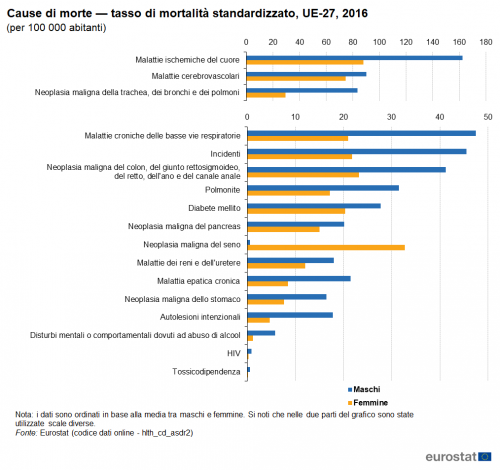 Cause di morte — tasso di mortalità standardizzato, UE-27, 2016
(per 100 000 abitanti)
0 20 40 60 80 100 120 140 160 180
Malattie ischemiche del cuore
Malattie cerebrovascolari
Neoplasia maligna della trachea, dei bronchi e dei polmoni
0 10 20 30 40 50
Malattie croniche delle basse vie respiratorie
Incidenti
Neoplasia maligna del colon, del giunto rettosigmoideo,
del retto, dell'ano e del canale anale
Polmonite
Diabete mellito
Neoplasia maligna del pancreas
Neoplasia maligna del seno
Malattie dei reni e dell'uretere
Malattia epatica cronica
Neoplasia maligna dello stomaco
Autolesioni intenzionali
Disturbi mentali o comportamentali dovuti ad abuso di alcool
HIV
Tossicodipendenza
Maschi
Femmine
Nota: i dati sono ordinati in base alla media tra maschi e femmine. Si noti che nelle due parti del grafico sono state
utilizzate scale diverse.
Fonte: Eurostat (codice dati online - hlth_cd_asdr2)
eurostat